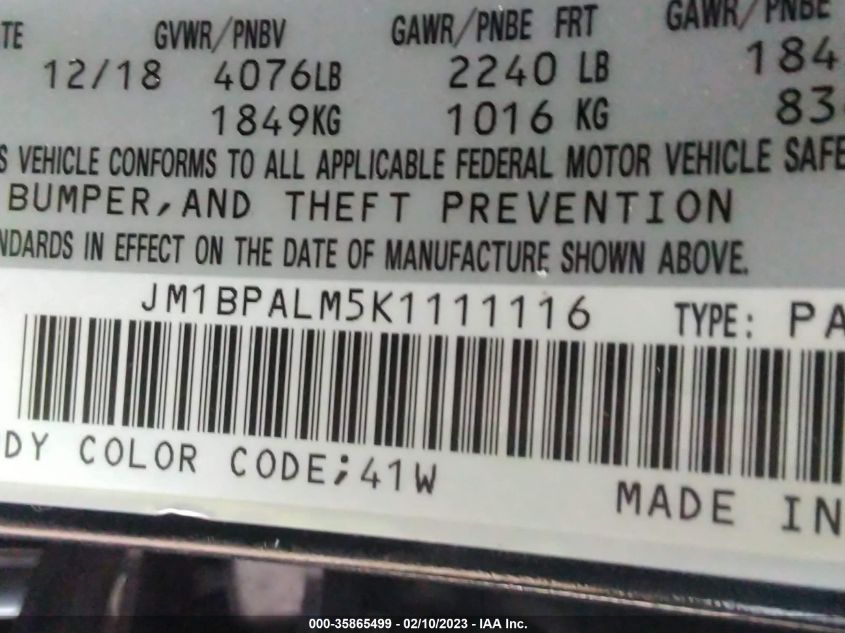 TE GVWR/PNBV GAWR/PNBE FRT GAWR/PNBE
12/18 4076LB 2240 LB 184
1849KG 1016 KG 83
S VEHICLE CONFORMS TO ALL APPLICABLE FEDERAL MOTOR VEHICLE SAFE
BUMPER,AND THEFT PREVENTION
NDARDS IN EFFECT ON THE DATE OF MANUFACTURE SHOWN ABOVE.
JM1BPALM5K1111116 TYPE: PA
DY COLOR CODE;41W
MADE IN
000-35865499 - 02/10/2023 - IAA Inc.